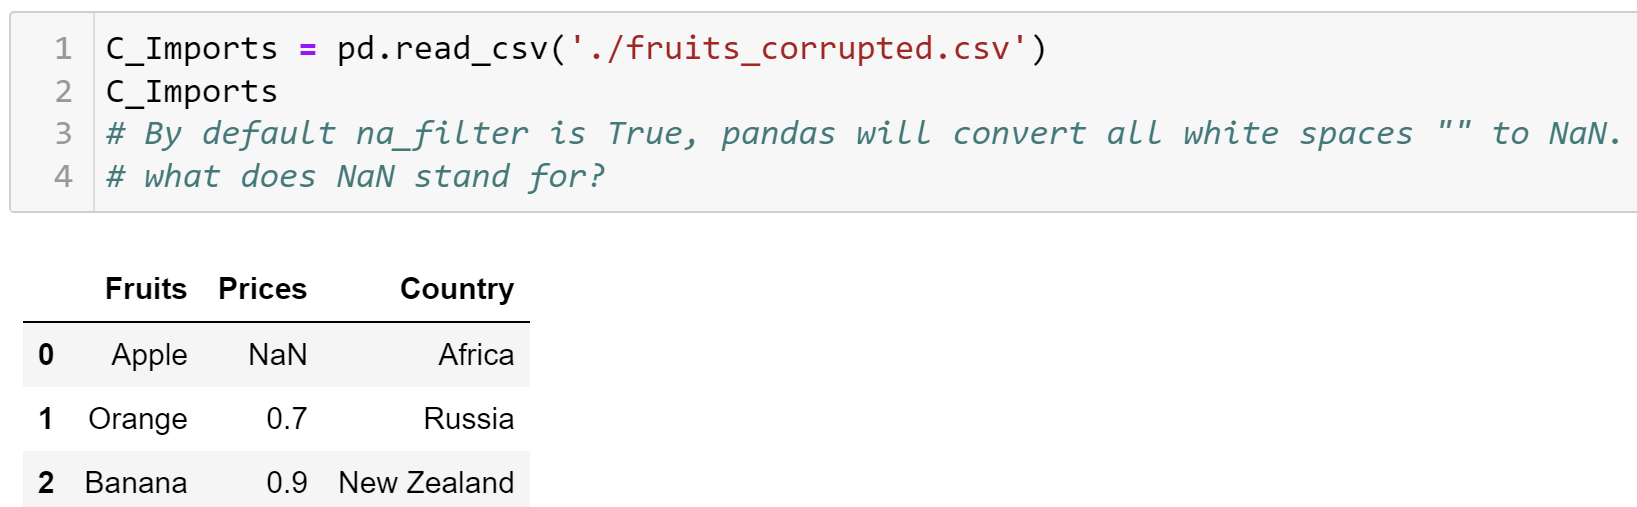 1 C_Imports = pd.read_csv('./fruits_corrupted.csv')
2 C_Imports
3 # By default na_filter is True, pandas will convert all white spaces "" to NaN.
4 # what does NaN stand for?
Fruits Prices Country
0 Apple NaN Africa
1 Orange 0.7 Russia
2 Banana 0.9 New Zealand